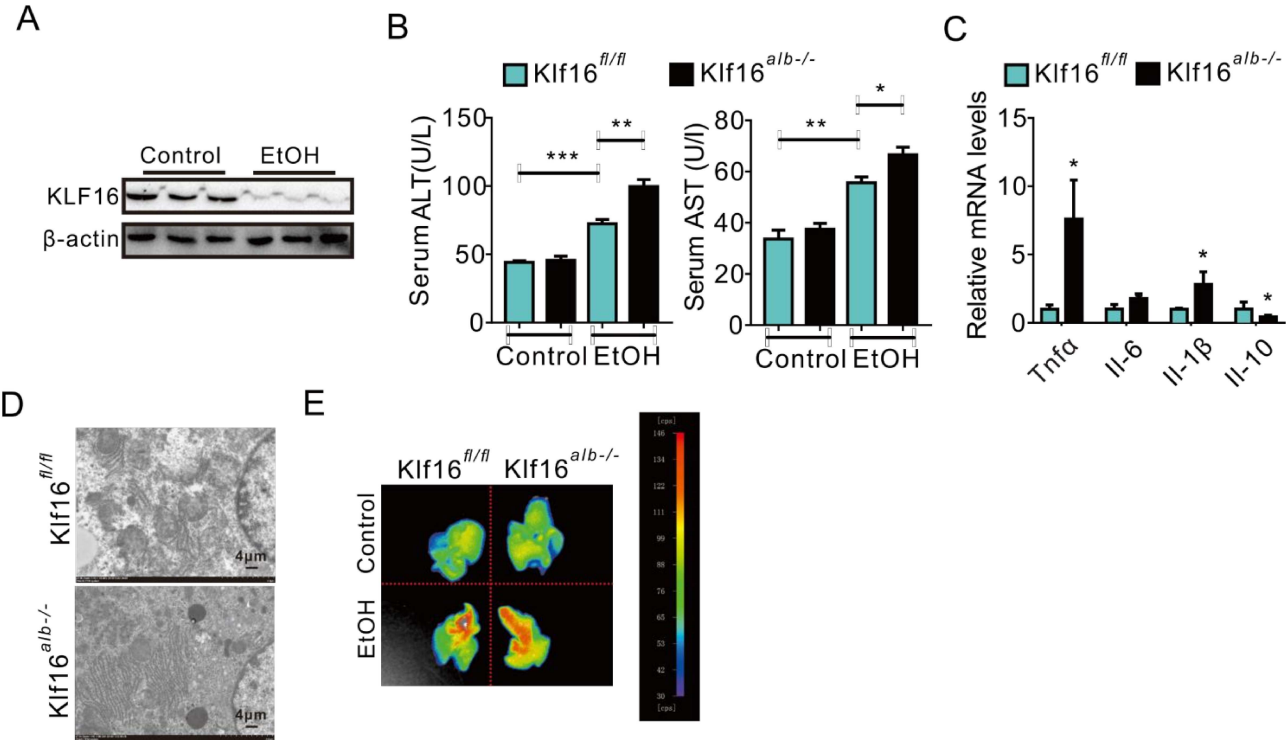 A
Control EtOH
KLF16
β-actin
B
Klf16fl/fl Klf16alb-/-
Serum ALT(U/L)
150
100
50
0
***
**
Control EtOH
Serum AST (U/l)
80
60
40
20
0
**
*
Control EtOH
C
Klf16fl/fl Klf16alb-/-
Relative mRNA levels
15
10
5
0
*
*
*
Tnfα
Il-6
Il-1β
Il-10
D
Klf16fl/fl
4μm
Klf16alb-/-
4μm
E
Klf16fl/fl Klf16alb-/-
Control
EtOH
[cps]
146
134
122
111
99
88
76
65
53
42
30
[cps]